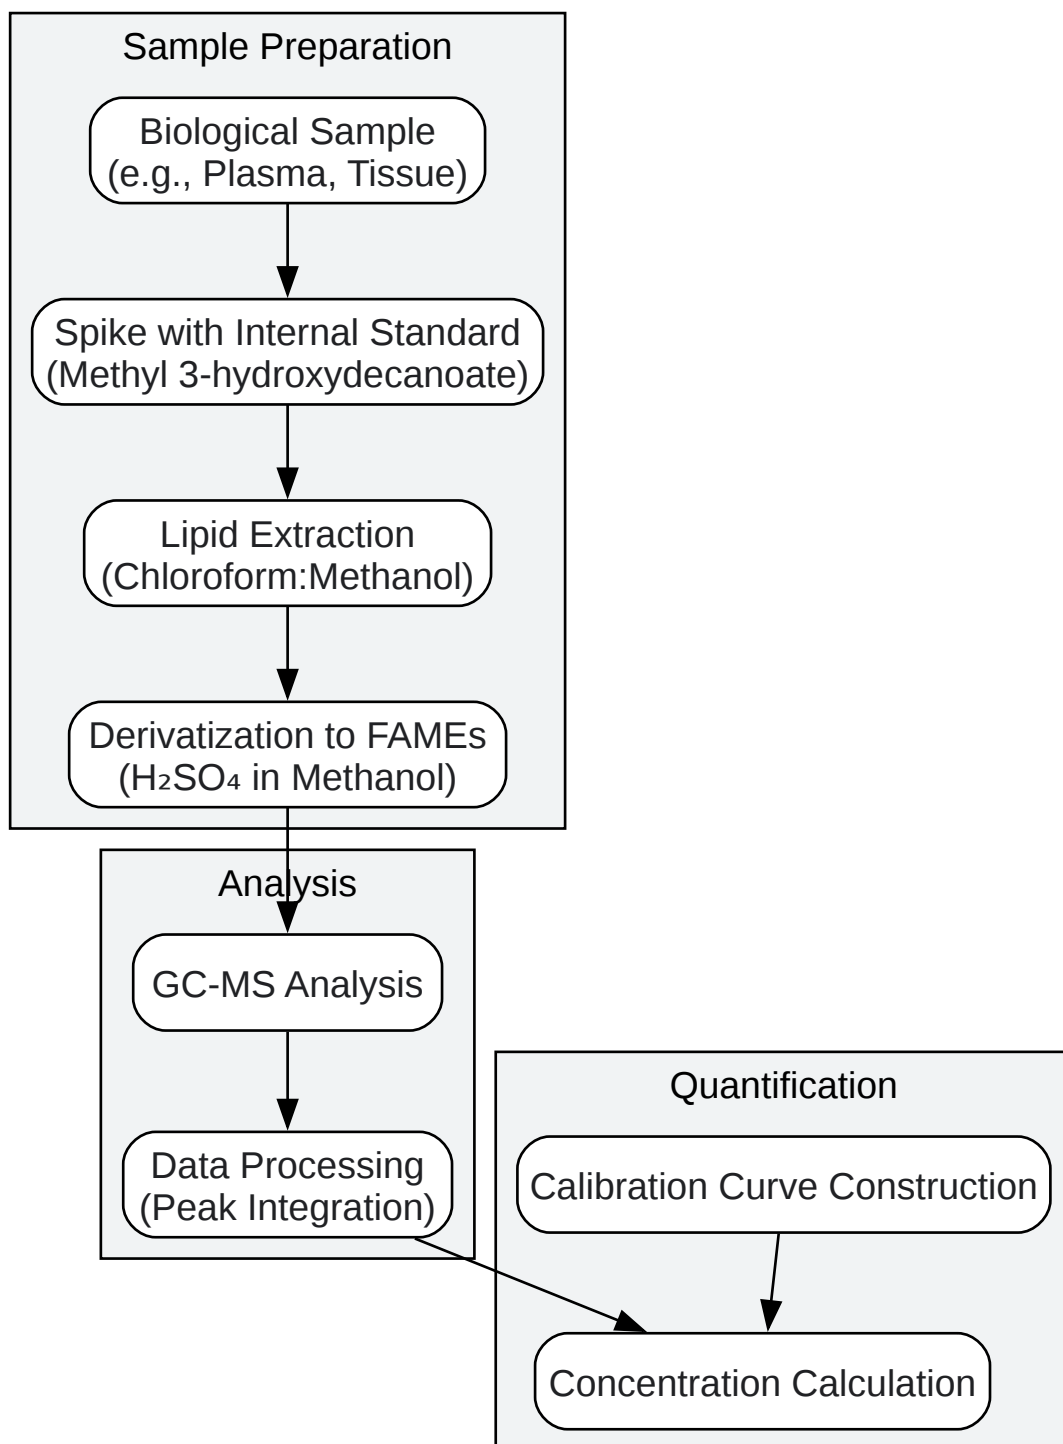 Sample Preparation
Biological Sample
(e.g., Plasma, Tissue)
Spike with Internal Standard
(Methyl 3-hydroxydecanoate)
Lipid Extraction
(Chloroform:Methanol)
Derivatization to FAMEs
(H₂SO₄ in Methanol)
Analysis
GC-MS Analysis
Data Processing
(Peak Integration)
Quantification
Calibration Curve Construction
Concentration Calculation